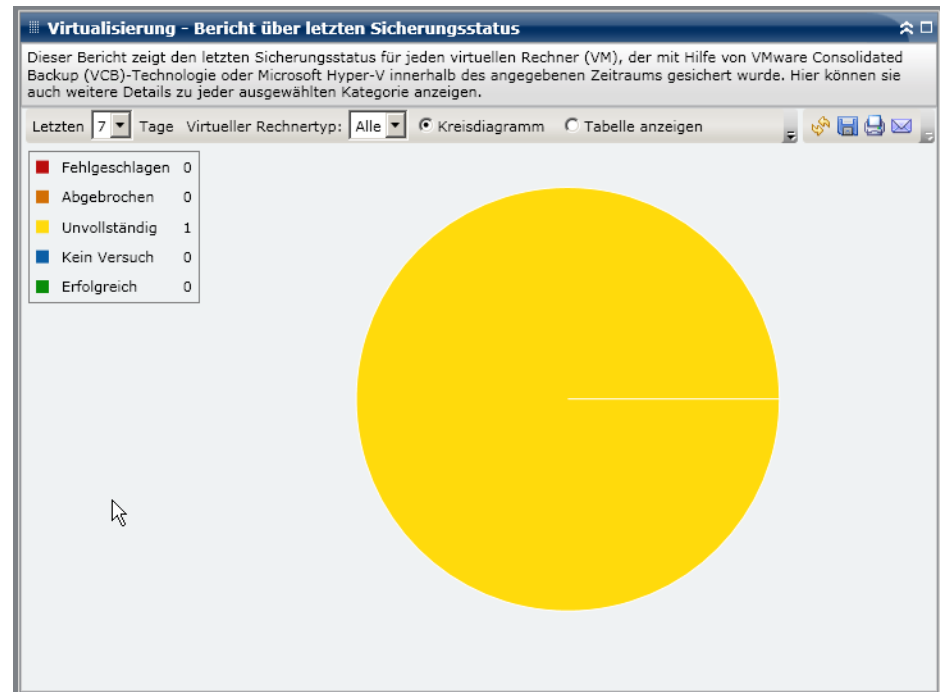 Virtualisierung - Bericht über letzten Sicherungsstatus
Dieser Bericht zeigt den letzten Sicherungsstatus für jeden virtuellen Rechner (VM), der mit Hilfe von VMware Consolidated
Backup (VCB)-Technologie oder Microsoft Hyper-V innerhalb des angegebenen Zeitraums gesichert wurde. Hier können sie
auch weitere Details zu jeder ausgewählten Kategorie anzeigen.
Letzten 7 Tage Virtueller Rechnertyp: Alle Kreisdiagramm Tabelle anzeigen
Fehlgeschlagen 0
Abgebrochen 0
Unvollständig 1
Kein Versuch 0
Erfolgreich 0